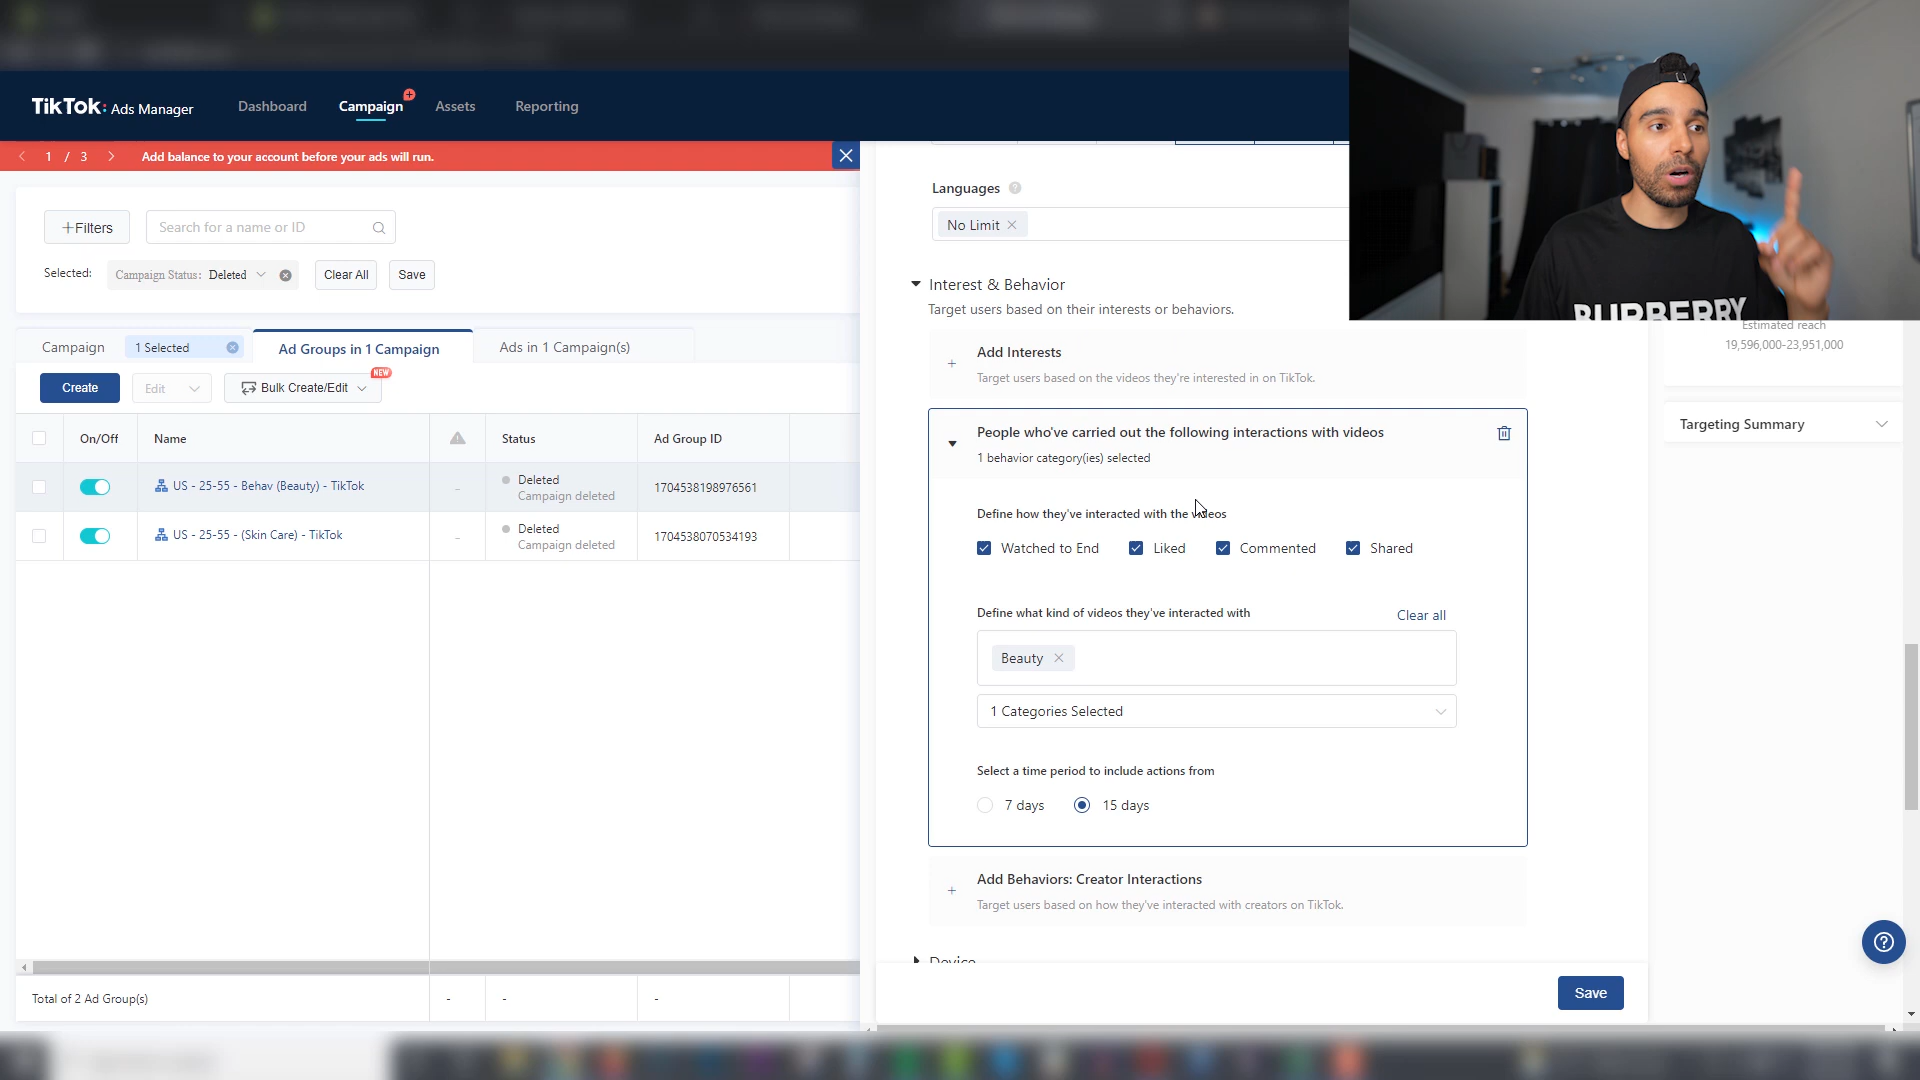 TikTok: Ads Manager
Dashboard
Campaign
Assets
Reporting
1 / 3
Add balance to your account before your ads will run.
+Filters
Search for a name or ID
Selected:
Campaign Status: Deleted
Clear All
Save
Campaign
1 Selected
Ad Groups in 1 Campaign
Ads in 1 Campaign(s)
Create
Edit
Bulk Create/Edit
NEW
On/Off
Name
Status
Ad Group ID
US - 25-55 - Behav (Beauty) - TikTok
-
Deleted
Campaign deleted
1704538198976561
US - 25-55 - (Skin Care) - TikTok
-
Deleted
Campaign deleted
1704538070534193
Total of 2 Ad Group(s)
-
-
-
Languages
No Limit
Interest & Behavior
Target users based on their interests or behaviors.
+ Add Interests
Target users based on the videos they're interested in on TikTok.
People who've carried out the following interactions with videos
1 behavior category(ies) selected
Define how they've interacted with the videos
Watched to End
Liked
Commented
Shared
Define what kind of videos they've interacted with
Clear all
Beauty
1 Categories Selected
Select a time period to include actions from
7 days
15 days
+ Add Behaviors: Creator Interactions
Target users based on how they've interacted with creators on TikTok.
Device
Save
BURBERRY
Estimated reach
19,596,000-23,951,000
Targeting Summary